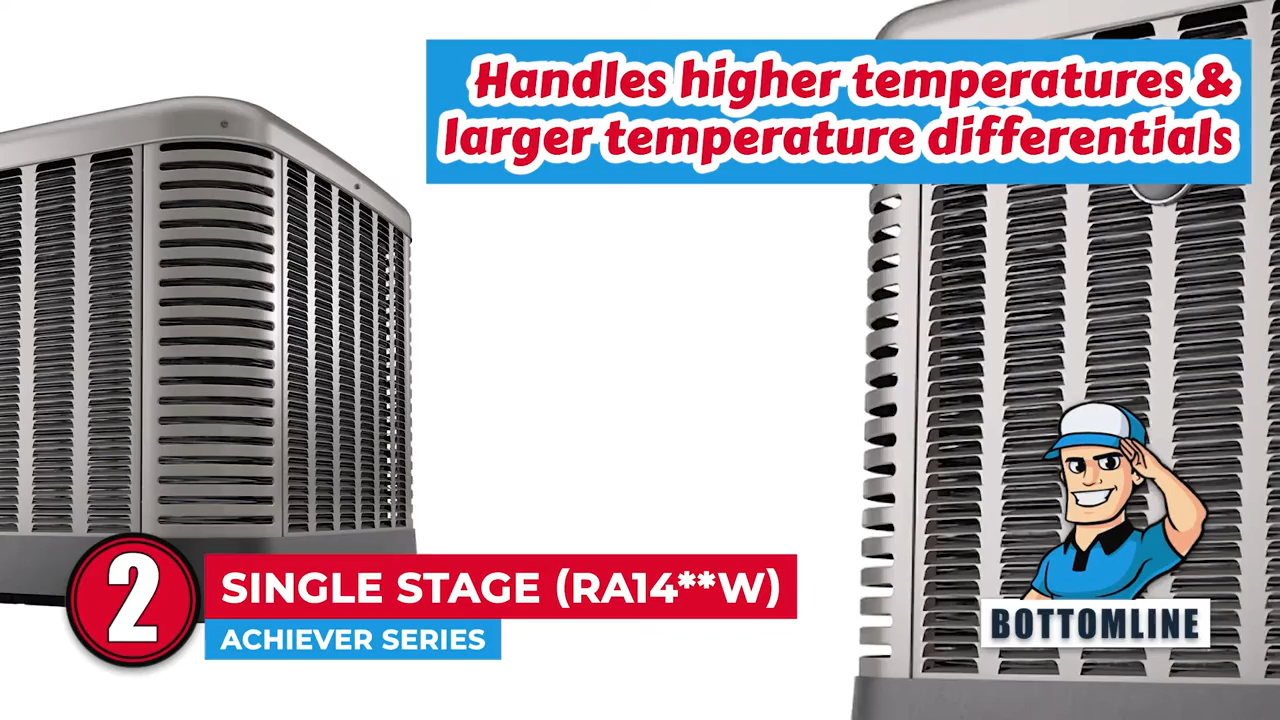 Handles higher temperatures &
larger temperature differentials
2
SINGLE STAGE (RA14**W)
ACHIEVER SERIES
BOTTOMLINE